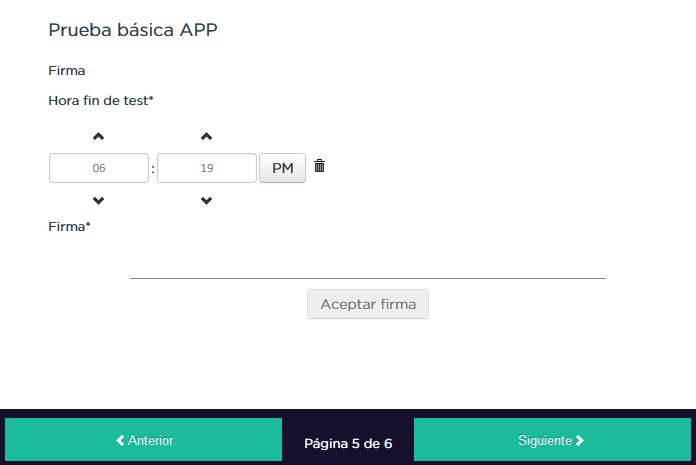 Prueba básica APP
Firma
Hora fin de test*
06 : 19 PM
Firma*
Aceptar firma
Anterior Página 5 de 6 Siguiente